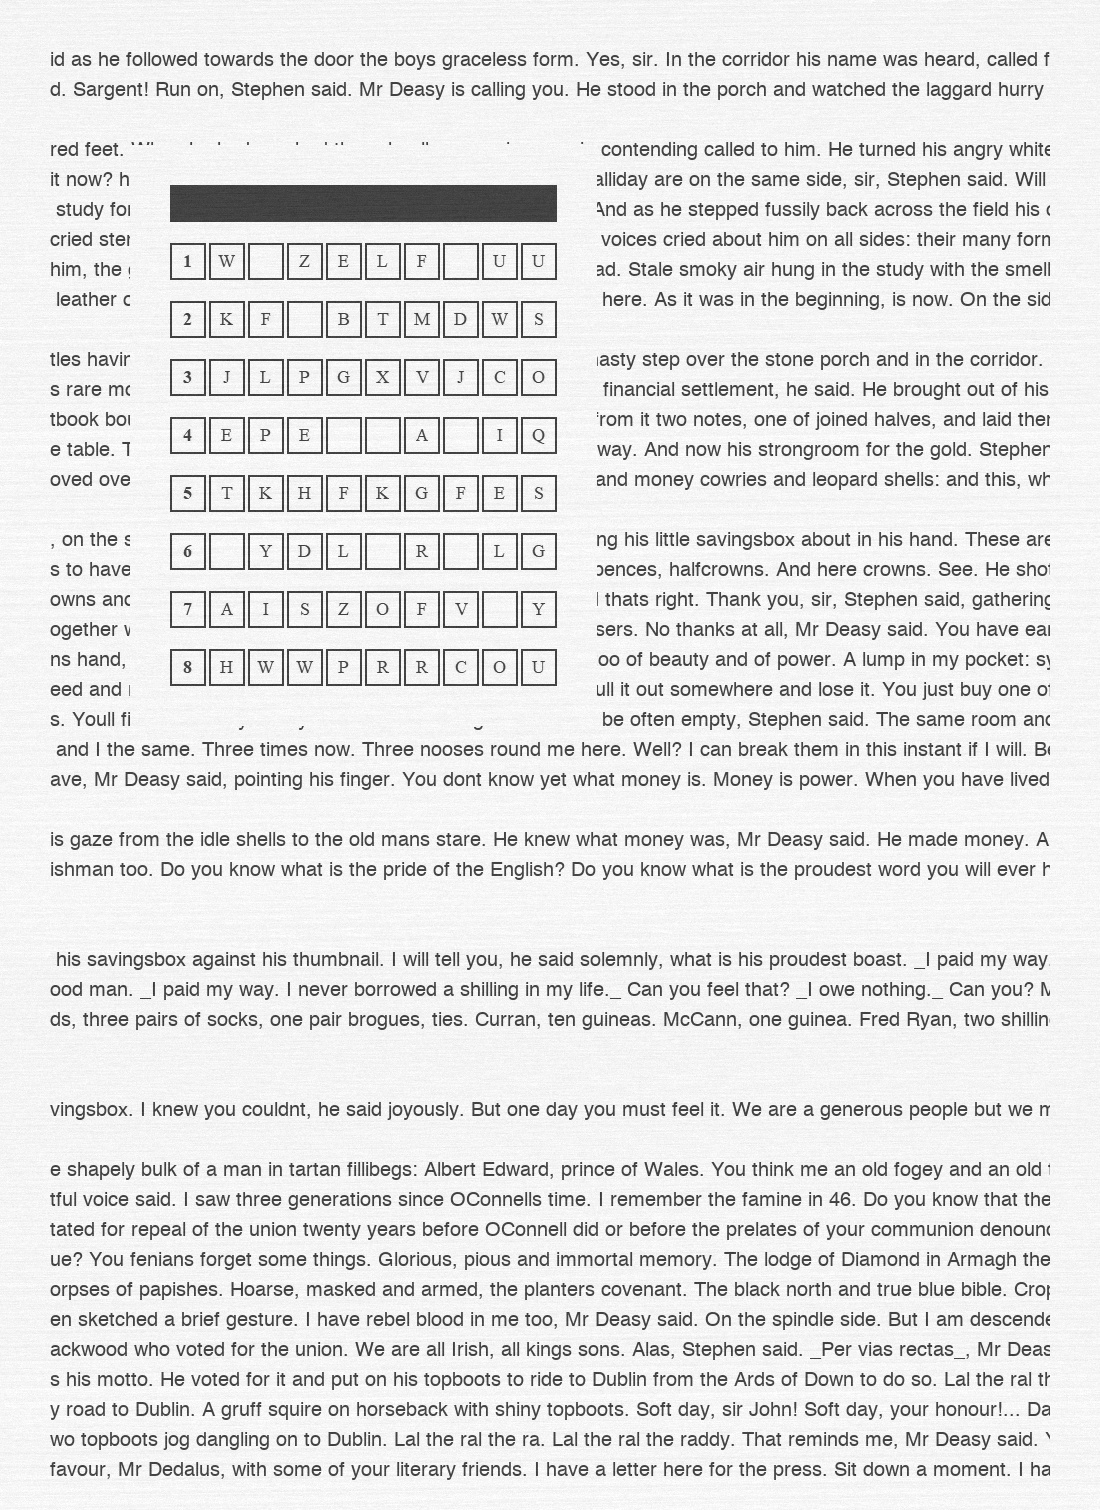 id as he followed towards the door the boys graceless form. Yes, sir. In the corridor his name was heard, called f
d. Sargent! Run on, Stephen said. Mr Deasy is calling you. He stood in the porch and watched the laggard hurry
red feet. contending called to him. He turned his angry white
it now? h alliday are on the same side, sir, Stephen said. Will
study for And as he stepped fussily back across the field his
cried ster voices cried about him on all sides: their many form
him, the ad. Stale smoky air hung in the study with the smell
leather here. As it was in the beginning, is now. On the sid
tles havin hasty step over the stone porch and in the corridor.
s rare mo financial settlement, he said. He brought out of his
tbook bou from it two notes, one of joined halves, and laid them
e table. T way. And now his strongroom for the gold. Stephen
oved ove and money cowries and leopard shells: and this, wh
, on the s ng his little savingsbox about in his hand. These are
s to have pences, halfcrowns. And here crowns. See. He shot
owns and thats right. Thank you, sir, Stephen said, gathering
ogether w sers. No thanks at all, Mr Deasy said. You have ear
ns hand, oo of beauty and of power. A lump in my pocket: sy
eed and ull it out somewhere and lose it. You just buy one of
s. Youll fi be often empty, Stephen said. The same room and
1 W Z E L F U U
2 K F B T M D W S
3 J L P G X V J C O
4 E P E A I Q
5 T K H F K G F E S
6 Y D L R L G
7 A I S Z O F V Y
8 H W W P R R C O U
and I the same. Three times now. Three nooses round me here. Well? I can break them in this instant if I will. Be
ave, Mr Deasy said, pointing his finger. You dont know yet what money is. Money is power. When you have lived
is gaze from the idle shells to the old mans stare. He knew what money was, Mr Deasy said. He made money. A
ishman too. Do you know what is the pride of the English? Do you know what is the proudest word you will ever h
his savingsbox against his thumbnail. I will tell you, he said solemnly, what is his proudest boast. _I paid my way.
ood man. _I paid my way. I never borrowed a shilling in my life._ Can you feel that? _I owe nothing._ Can you? M
ds, three pairs of socks, one pair brogues, ties. Curran, ten guineas. McCann, one guinea. Fred Ryan, two shillin
vingsbox. I knew you couldnt, he said joyously. But one day you must feel it. We are a generous people but we m
e shapely bulk of a man in tartan fillibegs: Albert Edward, prince of Wales. You think me an old fogey and an old t
tful voice said. I saw three generations since OConnells time. I remember the famine in 46. Do you know that the
tated for repeal of the union twenty years before OConnell did or before the prelates of your communion denounc
ue? You fenians forget some things. Glorious, pious and immortal memory. The lodge of Diamond in Armagh the
orpses of papishes. Hoarse, masked and armed, the planters covenant. The black north and true blue bible. Crop
en sketched a brief gesture. I have rebel blood in me too, Mr Deasy said. On the spindle side. But I am descende
ackwood who voted for the union. We are all Irish, all kings sons. Alas, Stephen said. _Per vias rectas_, Mr Deas
s his motto. He voted for it and put on his topboots to ride to Dublin from the Ards of Down to do so. Lal the ral th
y road to Dublin. A gruff squire on horseback with shiny topboots. Soft day, sir John! Soft day, your honour!... Da
wo topboots jog dangling on to Dublin. Lal the ral the ra. Lal the ral the raddy. That reminds me, Mr Deasy said. Y
favour, Mr Dedalus, with some of your literary friends. I have a letter here for the press. Sit down a moment. I ha